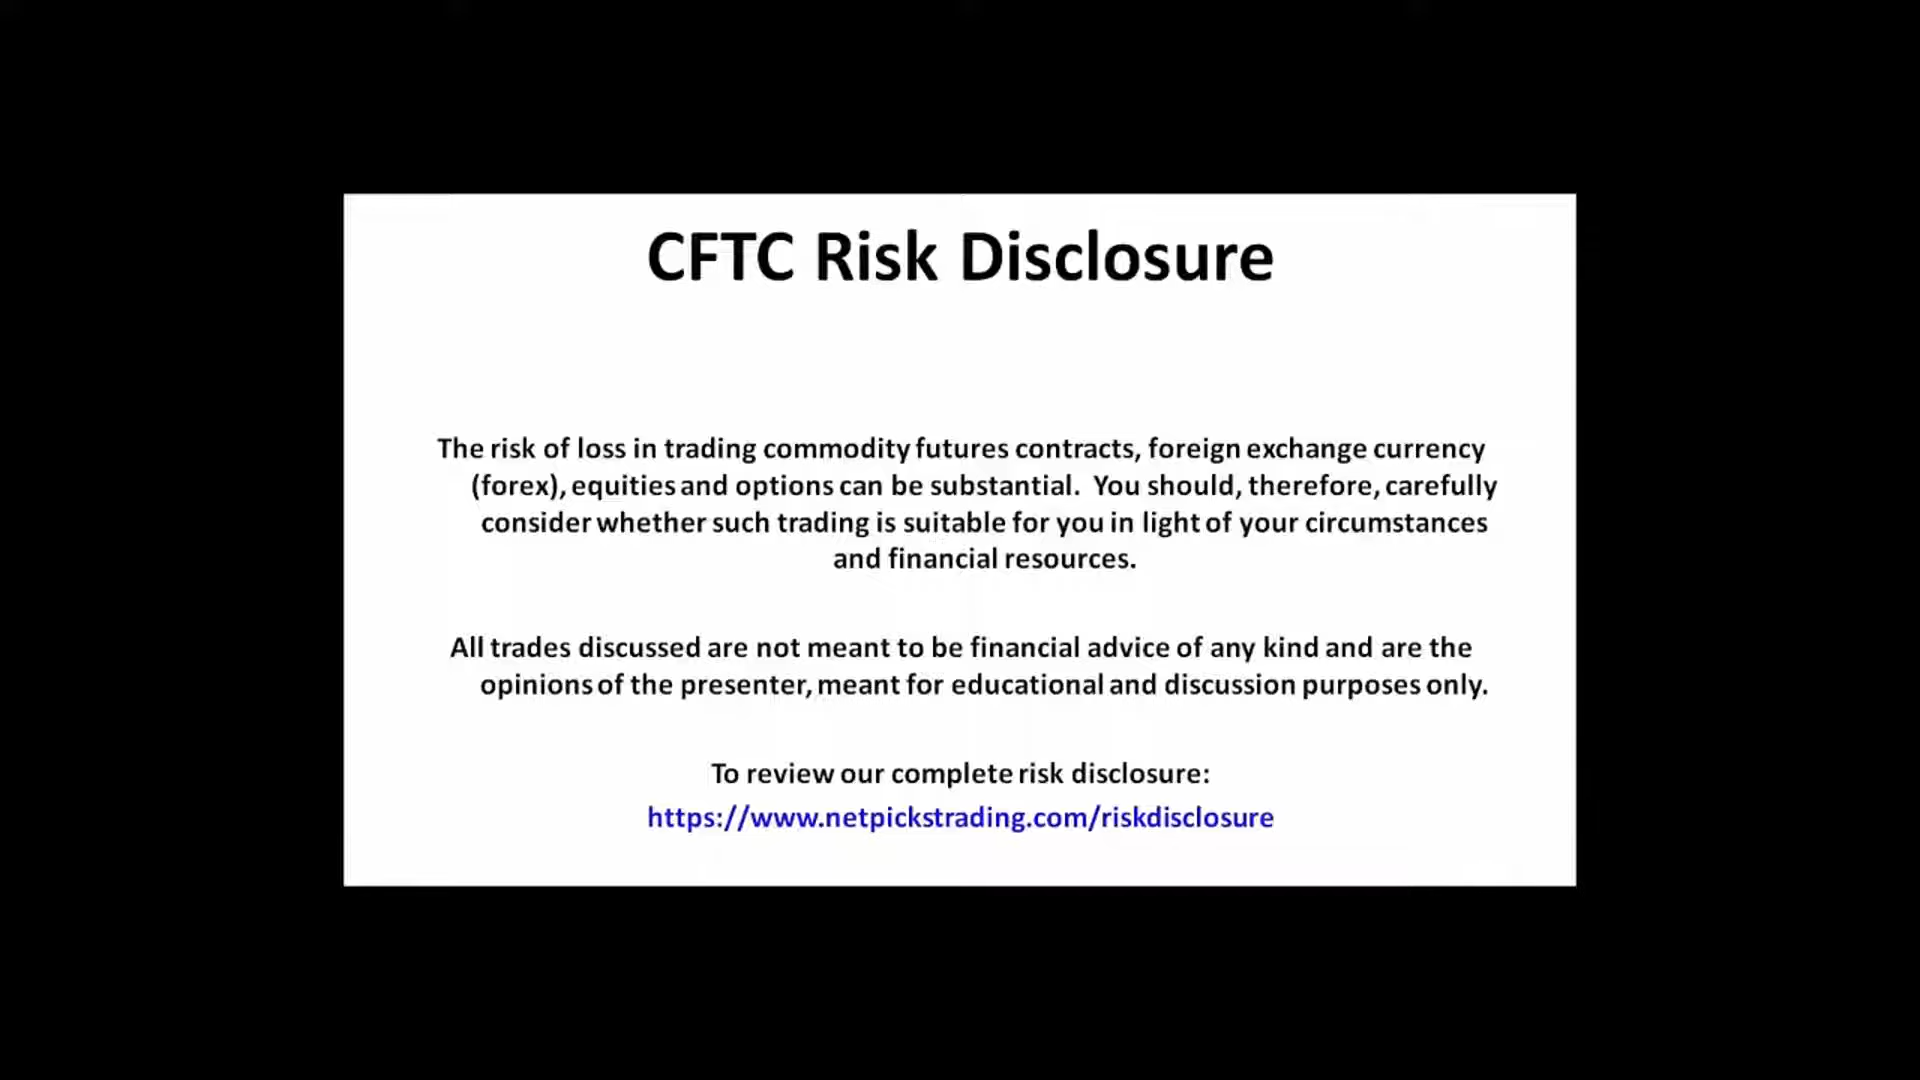 CFTC Risk Disclosure
The risk of loss in trading commodity futures contracts, foreign exchange currency
(forex), equities and options can be substantial.  You should, therefore, carefully
consider whether such trading is suitable for you in light of your circumstances
and financial resources.
All trades discussed are not meant to be financial advice of any kind and are the
opinions of the presenter, meant for educational and discussion purposes only.
To review our complete risk disclosure:
https://www.netpickstrading.com/riskdisclosure